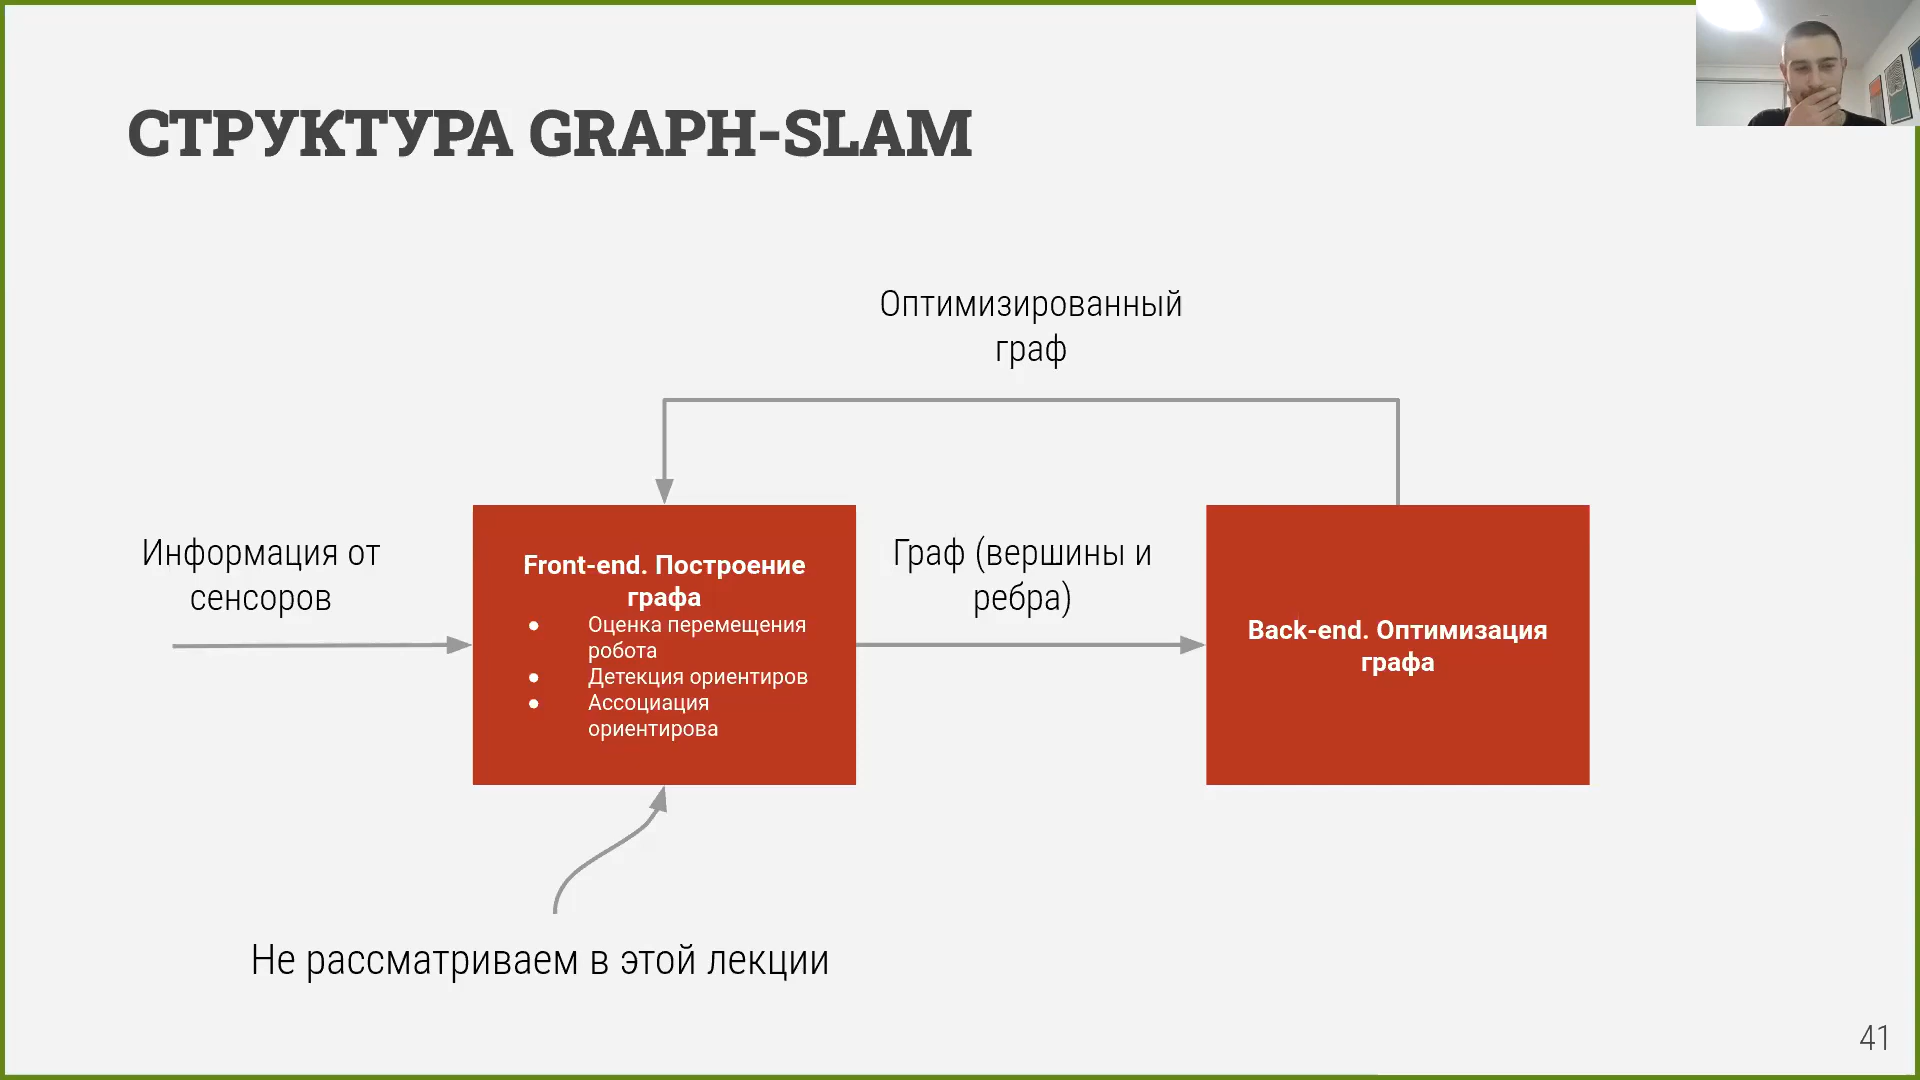 СТРУКТУРА GRAPH-SLAM
Оптимизированный
граф
Информация от
сенсоров
Front-end. Построение
графа
● Оценка перемещения
робота
● Детекция ориентиров
● Ассоциация
ориентирова
Граф (вершины и
ребра)
Back-end. Оптимизация
графа
Не рассматриваем в этой лекции
41